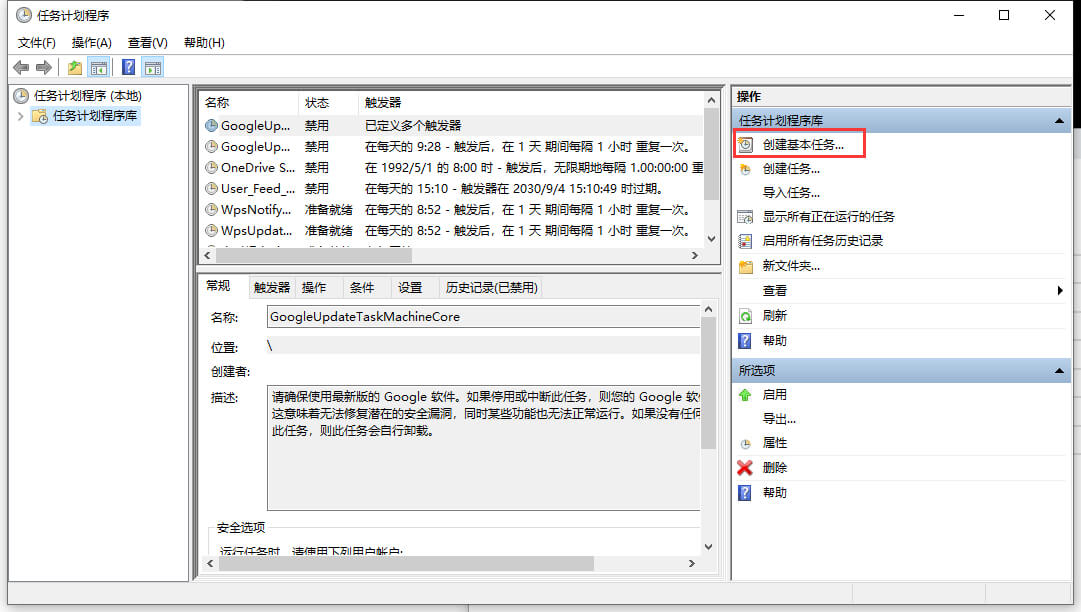 任务计划程序
文件(F) 操作(A) 查看(V) 帮助(H)
任务计划程序 (本地)
任务计划程序库
名称 状态 触发器
GoogleUp... 禁用 已定义多个触发器
GoogleUp... 禁用 在每天的 9:28 - 触发后，在 1 天 期间每隔 1 小时 重复一次。
OneDrive S... 禁用 在 1992/5/1 的 8:00 时 - 触发后，无限期地每隔 1.00:00:00 重
User_Feed_... 禁用 在每天的 15:10 - 触发器在 2030/9/4 15:10:49 时过期。
WpsNotify... 准备就绪 在每天的 8:52 - 触发后，在 1 天 期间每隔 1 小时 重复一次。
WpsUpdat... 准备就绪 在每天的 8:52 - 触发后，在 1 天 期间每隔 1 小时 重复一次。
常规 触发器 操作 条件 设置 历史记录(已禁用)
名称: GoogleUpdateTaskMachineCore
位置: \
创建者:
描述: 请确保使用最新版的 Google 软件。如果停用或中断此任务，则您的 Google 软
这意味着无法修复潜在的安全漏洞，同时某些功能也无法正常运行。如果没有任何
此任务，则此任务会自行卸载。
安全选项
运行任务时，请使用下列用户帐户:
操作
任务计划程序库
创建基本任务...
创建任务...
导入任务...
显示所有正在运行的任务
启用所有任务历史记录
新文件夹...
查看
刷新
帮助
所选项
启用
导出...
属性
删除
帮助